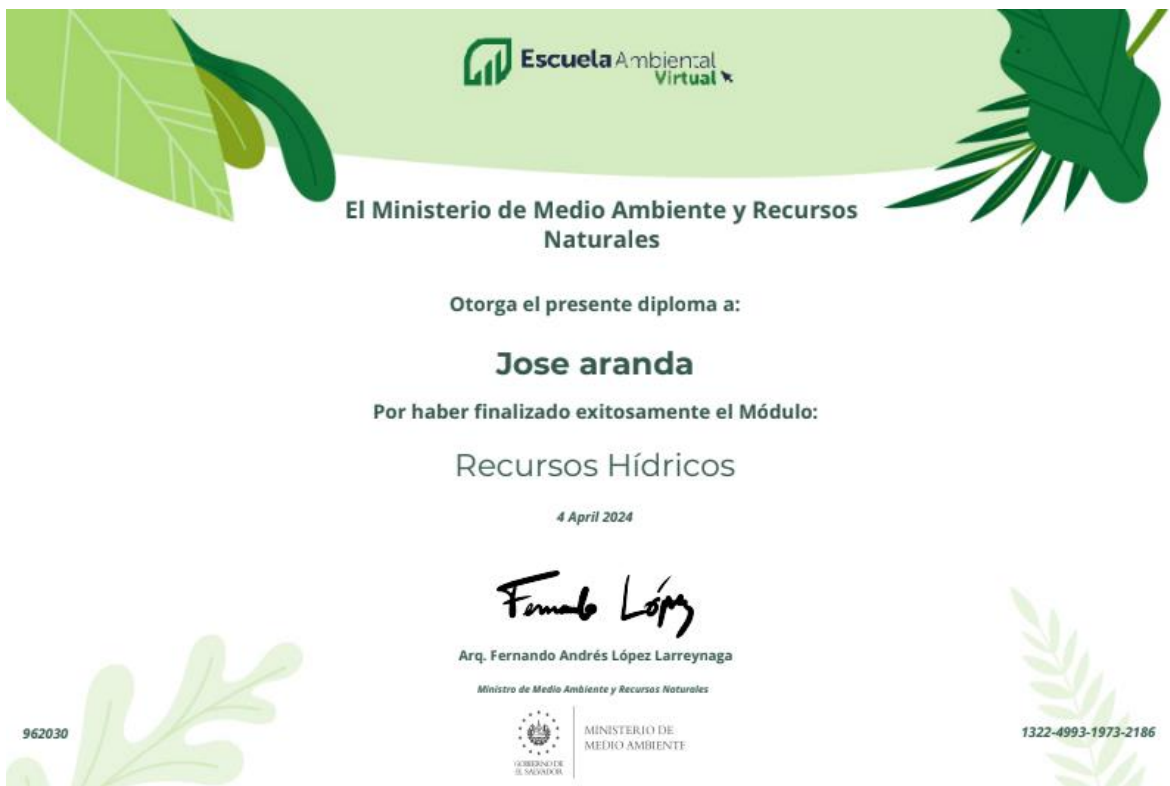 Escuela Ambiental
Virtual
El Ministerio de Medio Ambiente y Recursos
Naturales
Otorga el presente diploma a:
Jose aranda
Por haber finalizado exitosamente el Módulo:
Recursos Hídricos
4 April 2024
Fernando López
Arq. Fernando Andrés López Larreynaga
Ministro de Medio Ambiente y Recursos Naturales
962030
GOBIERNO DE
EL SALVADOR
MINISTERIO DE
MEDIO AMBIENTE
1322-4993-1973-2186